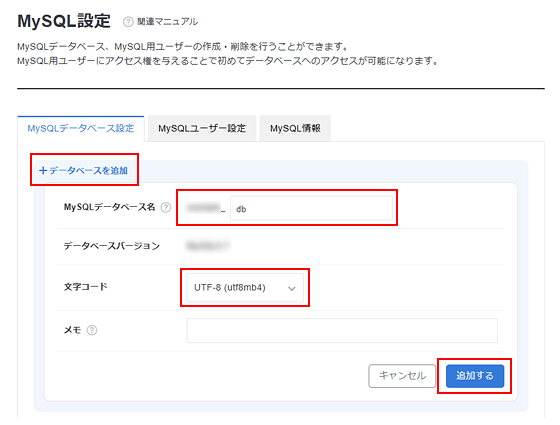 MySQL設定 ? 関連マニュアル
MySQLデータベース、MySQL用ユーザーの作成・削除を行うことができます。
MySQL用ユーザーにアクセス権を与えることで初めてデータベースへのアクセスが可能になります。
MySQLデータベース設定 MySQLユーザー設定 MySQL情報
+データベースを追加
MySQLデータベース名 ? _ db
データベースバージョン
文字コード UTF-8 (utf8mb4)
メモ ?
キャンセル 追加する